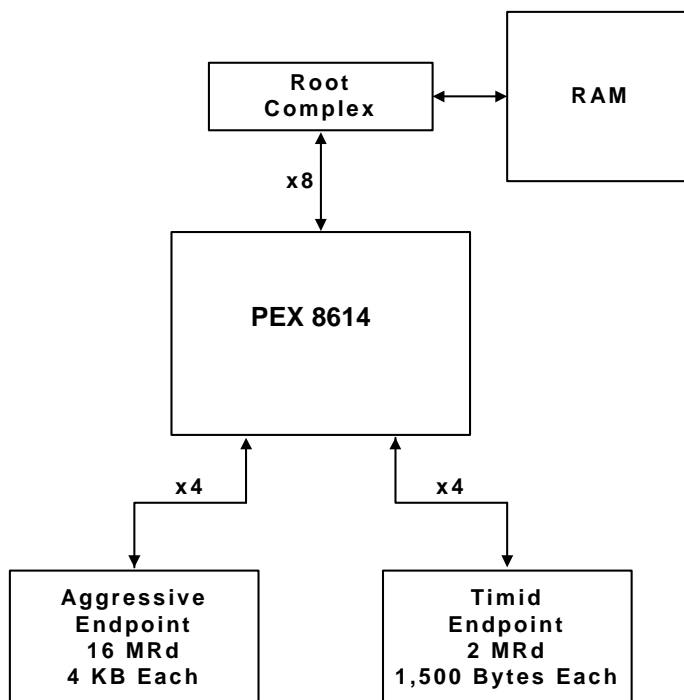 Root
Complex
RAM
x8
PEX 8614
x4
x4
Aggressive
Endpoint
16 MRd
4 KB Each
Timid
Endpoint
2 MRd
1,500 Bytes Each